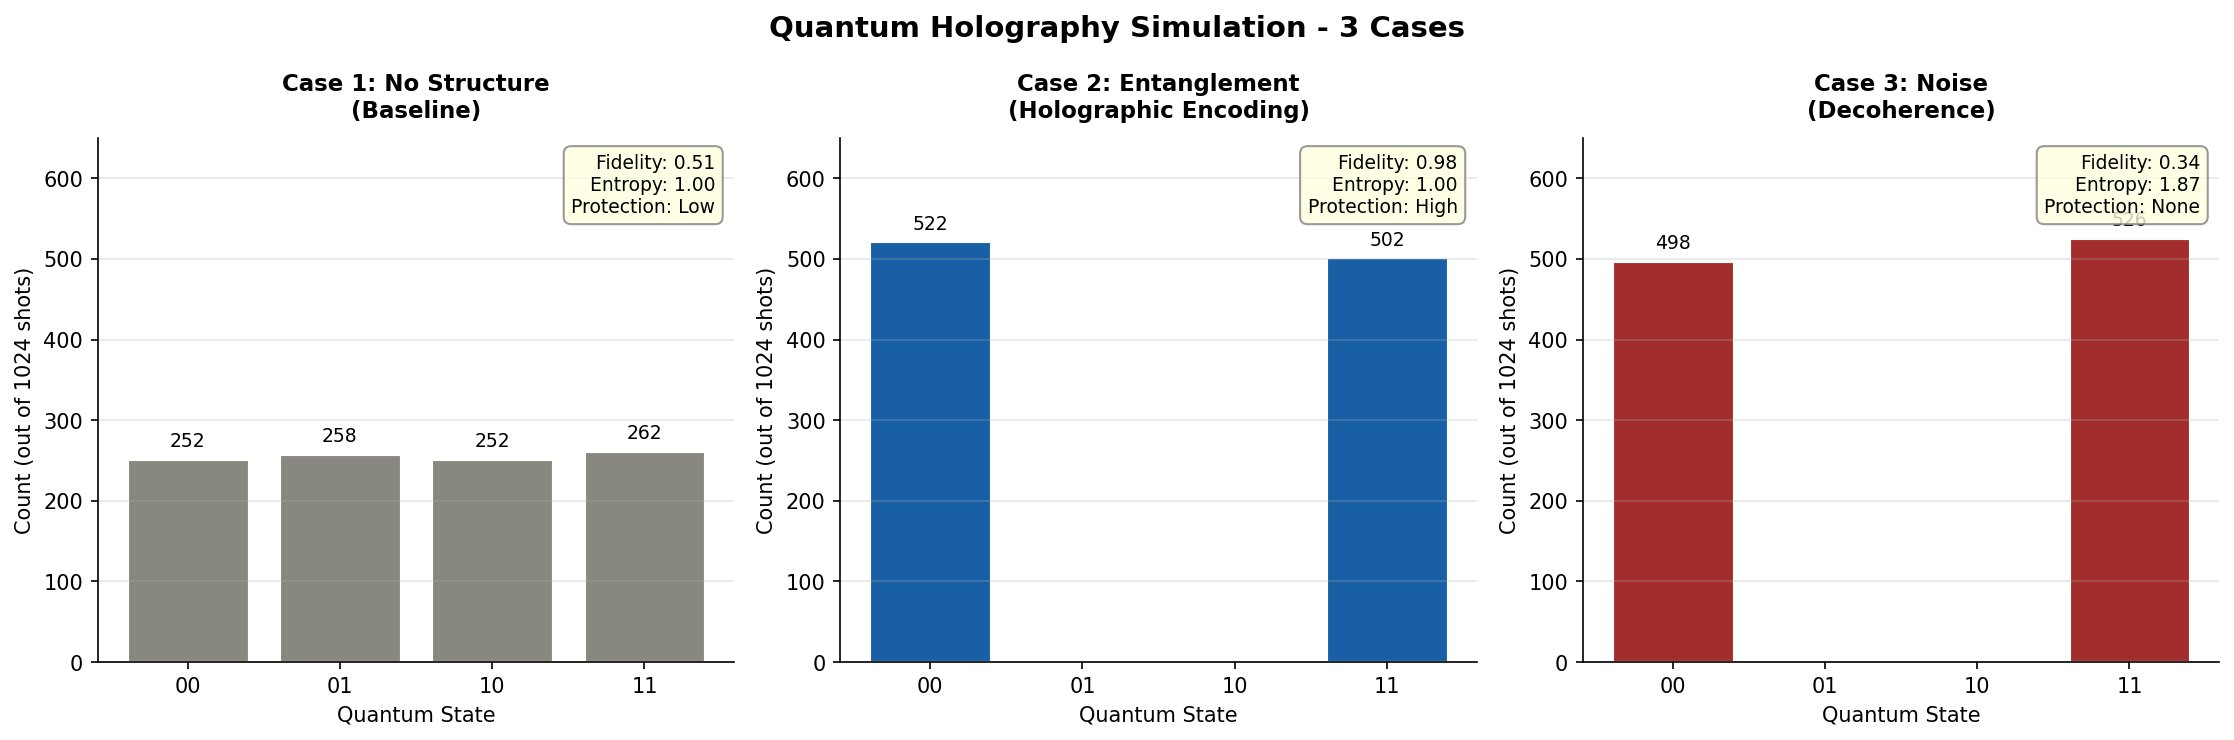 Quantum Holography Simulation - 3 Cases
Case 1: No Structure
(Baseline)
Fidelity: 0.51
Entropy: 1.00
Protection: Low
Count (out of 1024 shots)
600
500
400
300
200
100
0
252
258
252
262
00
01
10
11
Quantum State
Case 2: Entanglement
(Holographic Encoding)
Fidelity: 0.98
Entropy: 1.00
Protection: High
Count (out of 1024 shots)
600
500
400
300
200
100
0
522
502
00
01
10
11
Quantum State
Case 3: Noise
(Decoherence)
Fidelity: 0.34
Entropy: 1.87
Protection: None
Count (out of 1024 shots)
600
500
400
300
200
100
0
498
526
00
01
10
11
Quantum State